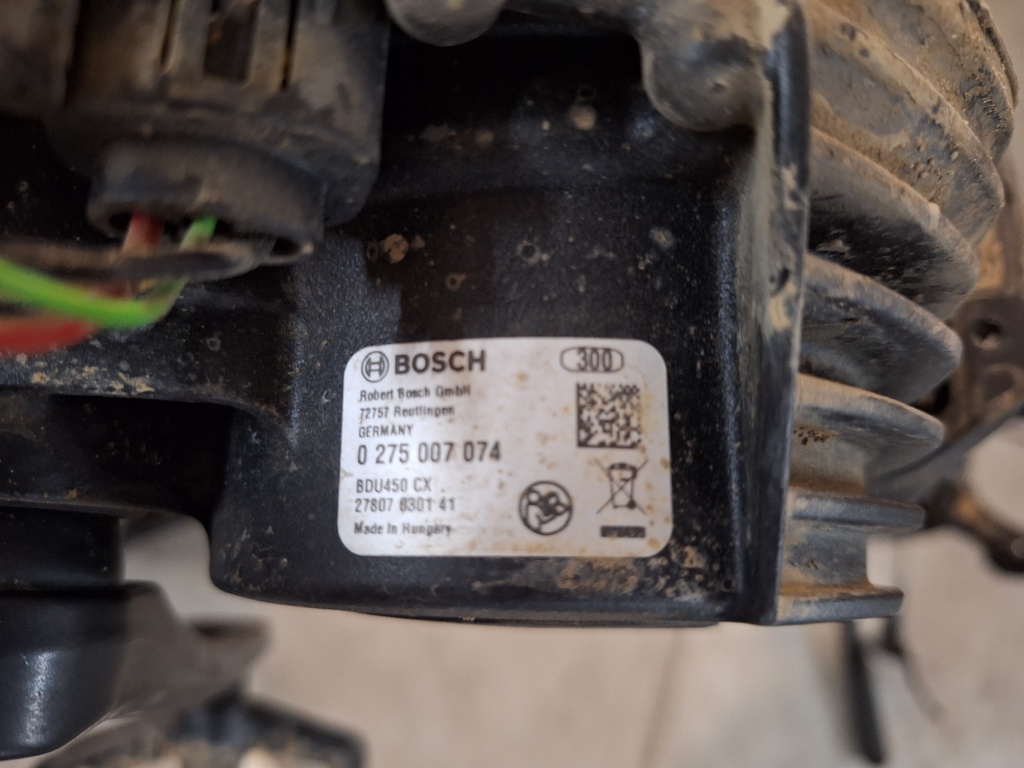 BOSCH
300
Robert Bosch GmbH
72757 Reutlingen
GERMANY
0 275 007 074
BDU450 CX
27807 6301 41
Made in Hungary